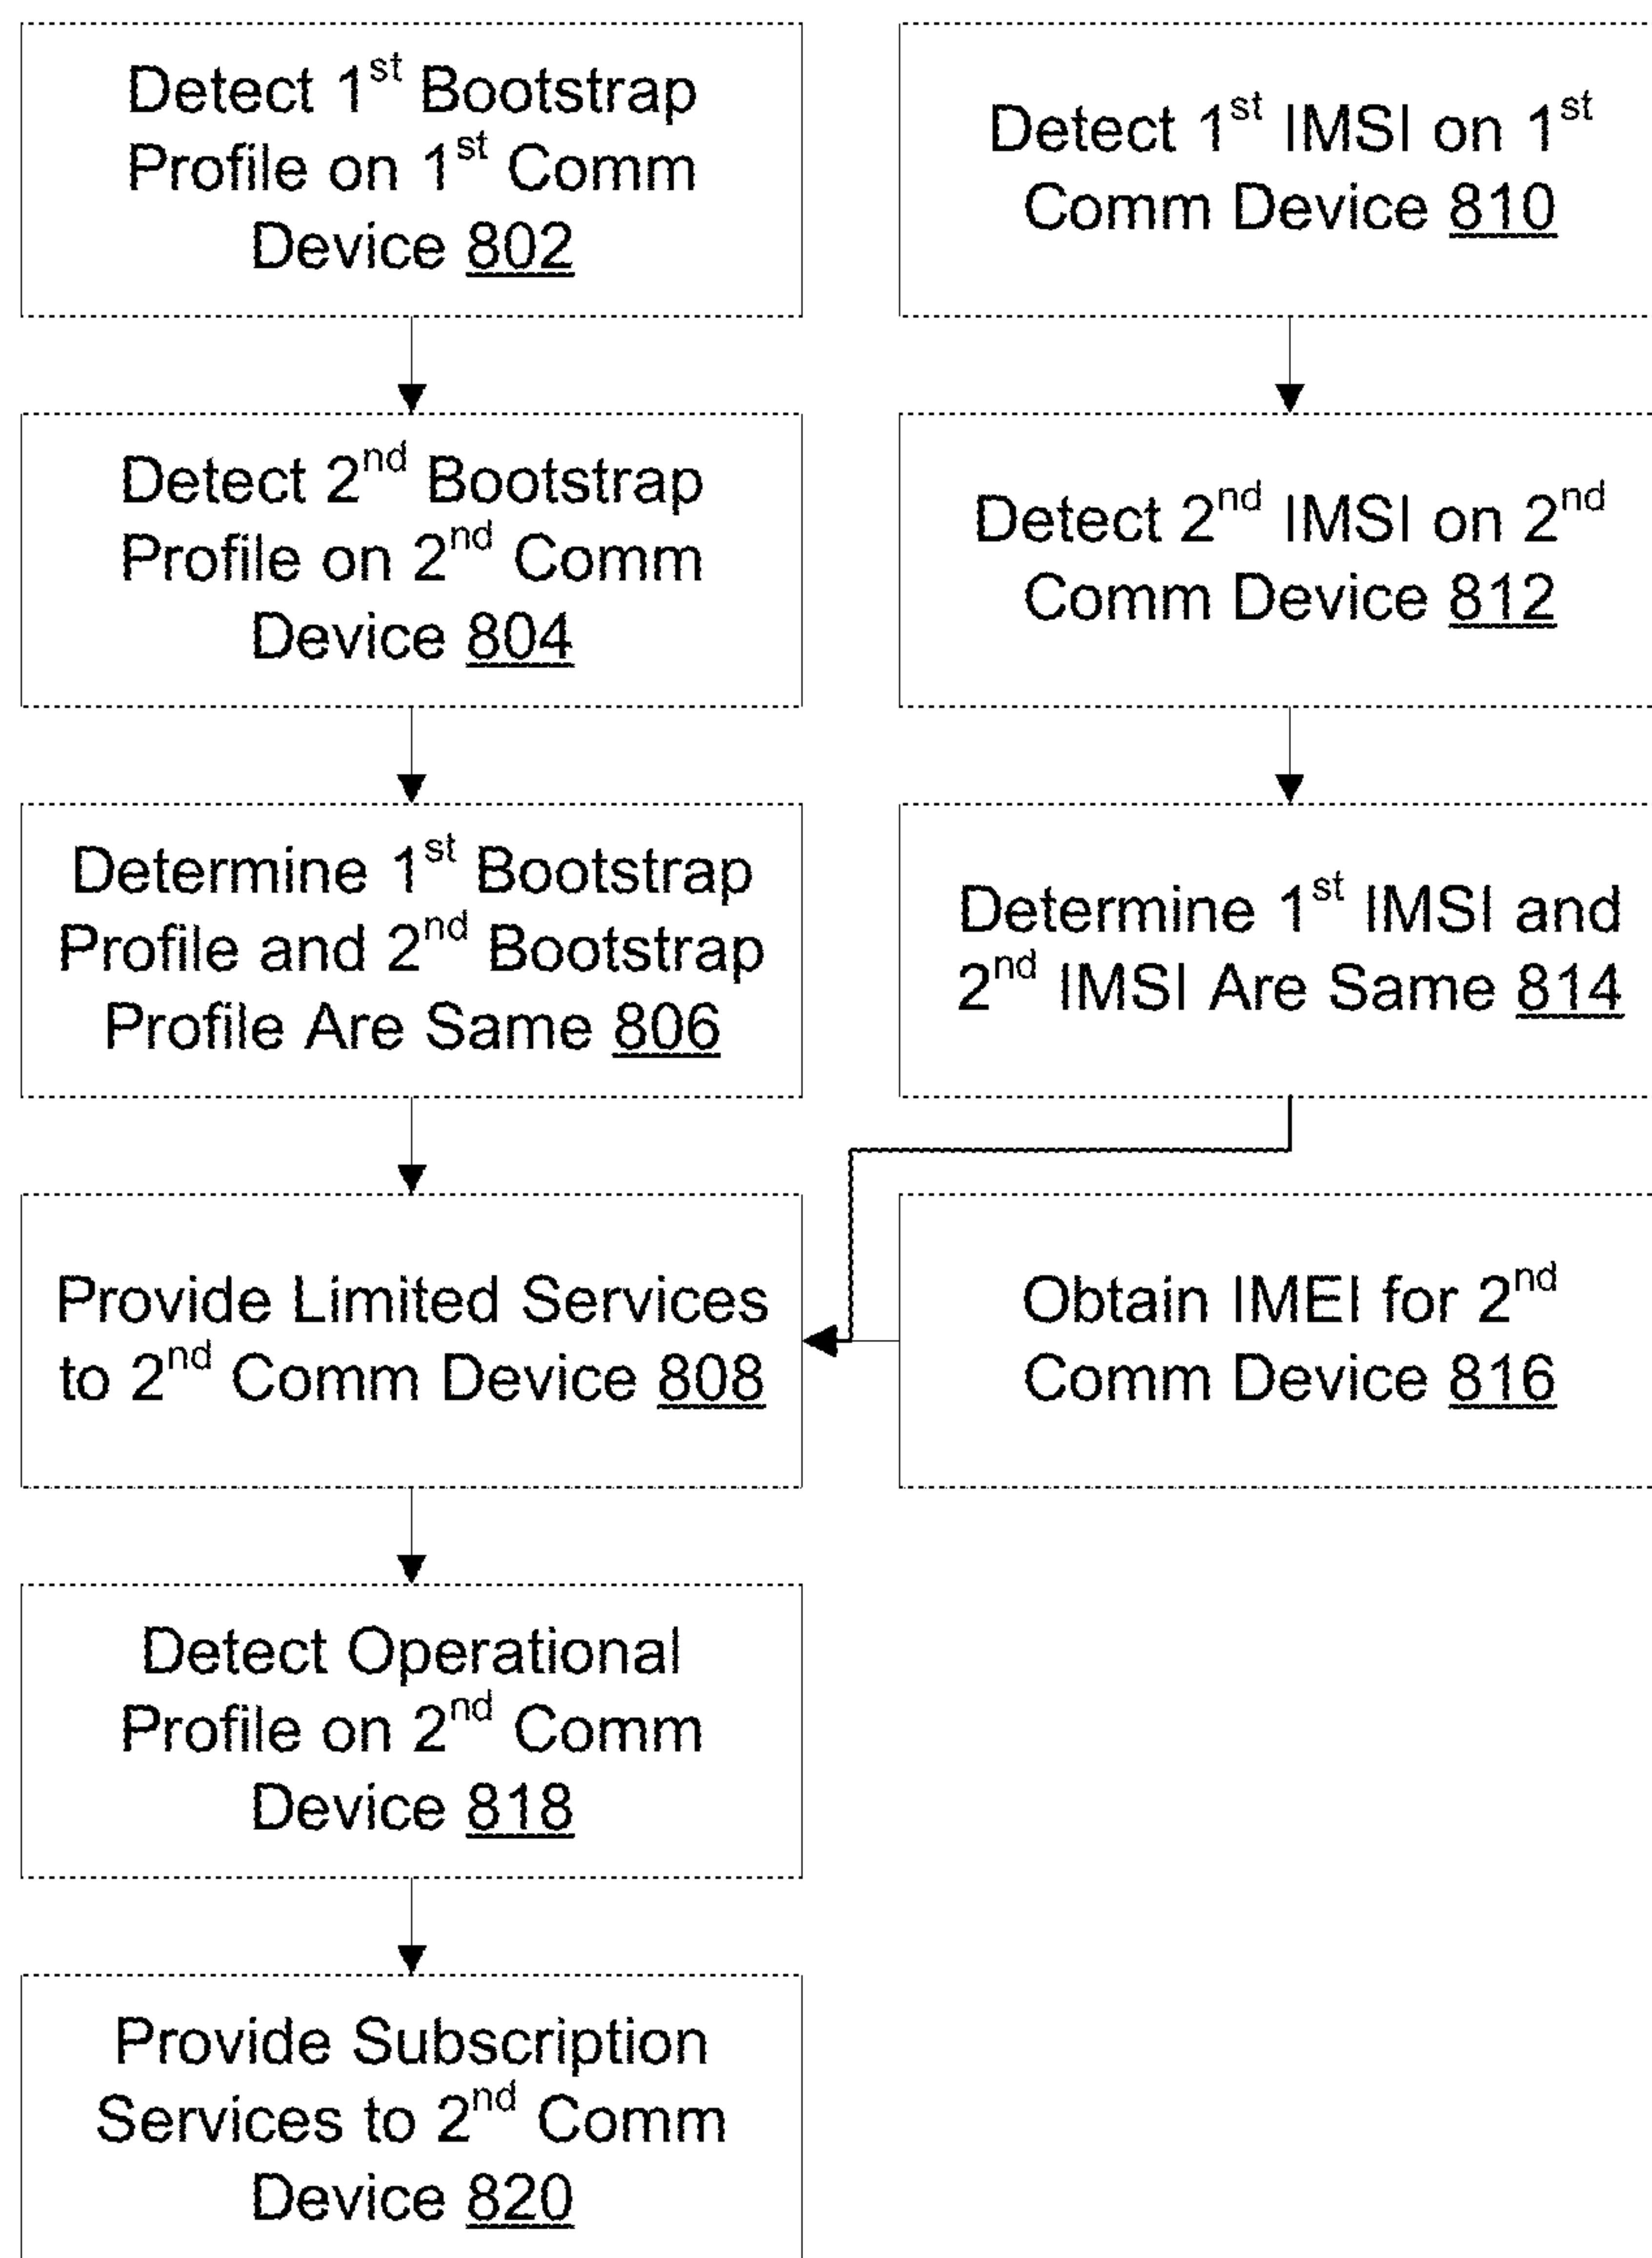 Detect 1st Bootstrap
Profile on 1st Comm
Device 802
Detect 2nd Bootstrap
Profile on 2nd Comm
Device 804
Determine 1st Bootstrap
Profile and 2nd Bootstrap
Profile Are Same 806
Provide Limited Services
to 2nd Comm Device 808
Detect Operational
Profile on 2nd Comm
Device 818
Provide Subscription
Services to 2nd Comm
Device 820
Detect 1st IMSI on 1st
Comm Device 810
Detect 2nd IMSI on 2nd
Comm Device 812
Determine 1st IMSI and
2nd IMSI Are Same 814
Obtain IMEI for 2nd
Comm Device 816